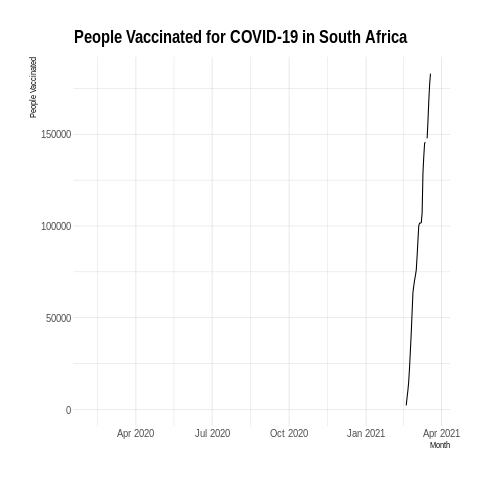 People Vaccinated for COVID-19 in South Africa
People Vaccinated
150000
100000
50000
0
Apr 2020 Jul 2020 Oct 2020 Jan 2021 Apr 2021
Month